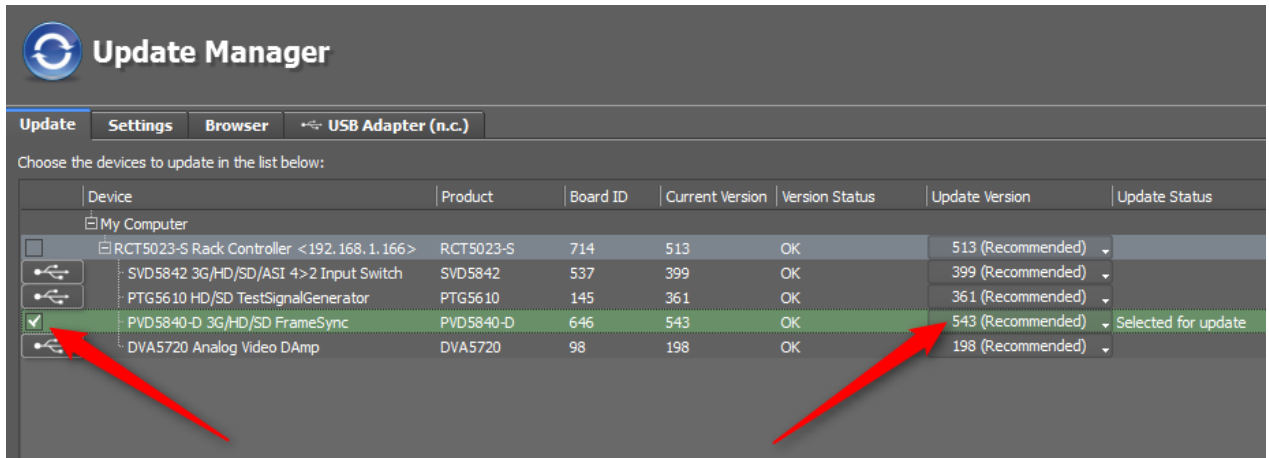 Update Manager
Update Settings Browser USB Adapter (n.c.)
Choose the devices to update in the list below:
Device Product Board ID Current Version Version Status Update Version Update Status
My Computer
RCT5023-S Rack Controller <192.168.1.166> RCT5023-S 714 513 OK 513 (Recommended)
SVD5842 3G/HD/SD/ASI 4>2 Input Switch SVD5842 537 399 OK 399 (Recommended)
PTG5610 HD/SD TestSignalGenerator PTG5610 145 361 OK 361 (Recommended)
PVD5840-D 3G/HD/SD FrameSync PVD5840-D 646 543 OK 543 (Recommended) Selected for update
DVA5720 Analog Video DAmp DVA5720 98 198 OK 198 (Recommended)